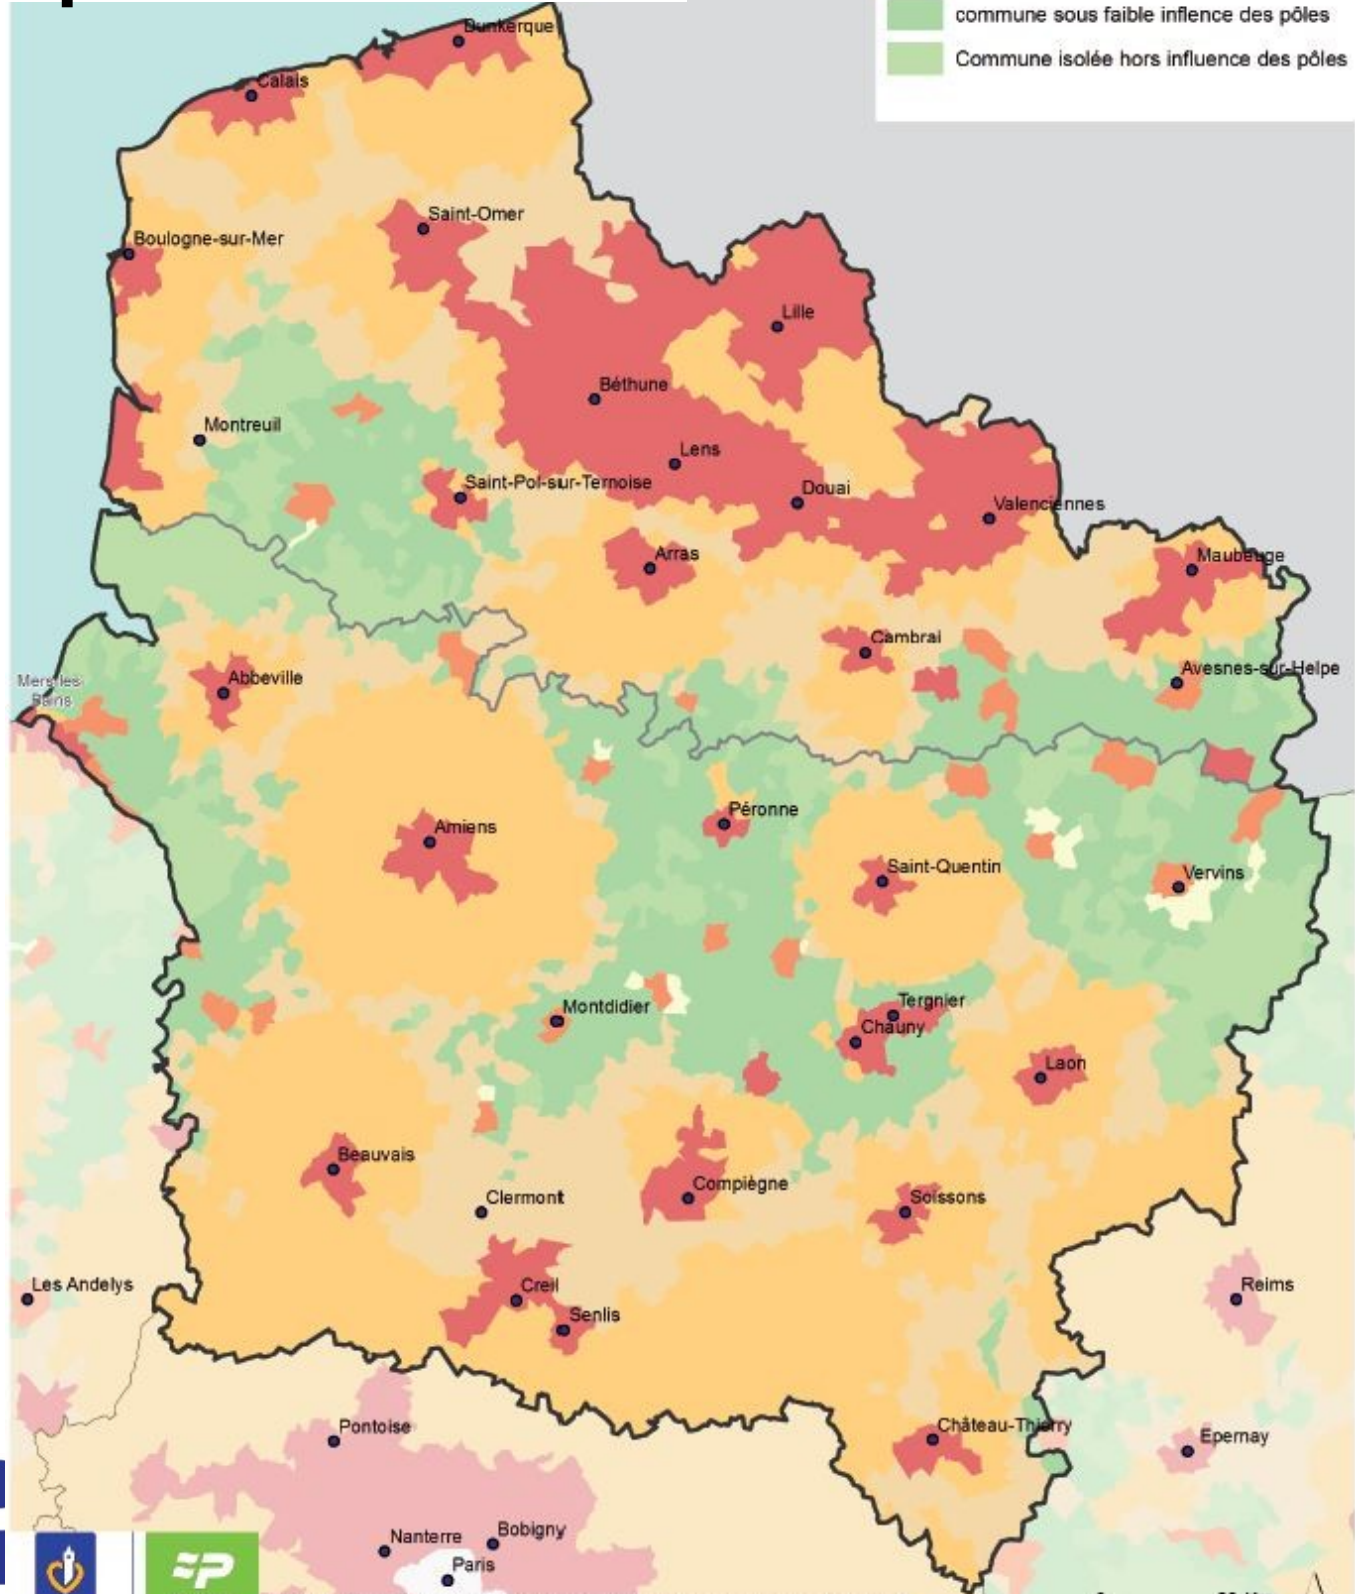 commune sous faible inflence des pôles
Commune isolée hors influence des pôles
Dunkerque
Calais
Saint-Omer
Boulogne-sur-Mer
Lille
Béthune
Montreuil
Lens
Saint-Pol-sur-Ternoise
Douai
Valenciennes
Arras
Maubeuge
Cambrai
Avesnes-sur-Helpe
Abbeville
Mers-les-
Bains
Péronne
Amiens
Saint-Quentin
Vervins
Montdidier
Tergnier
Chauny
Laon
Beauvais
Compiègne
Clermont
Soissons
Les Andelys
Creil
Reims
Senlis
Château-Thierry
Pontoise
Epernay
Bobigny
Nanterre
Paris